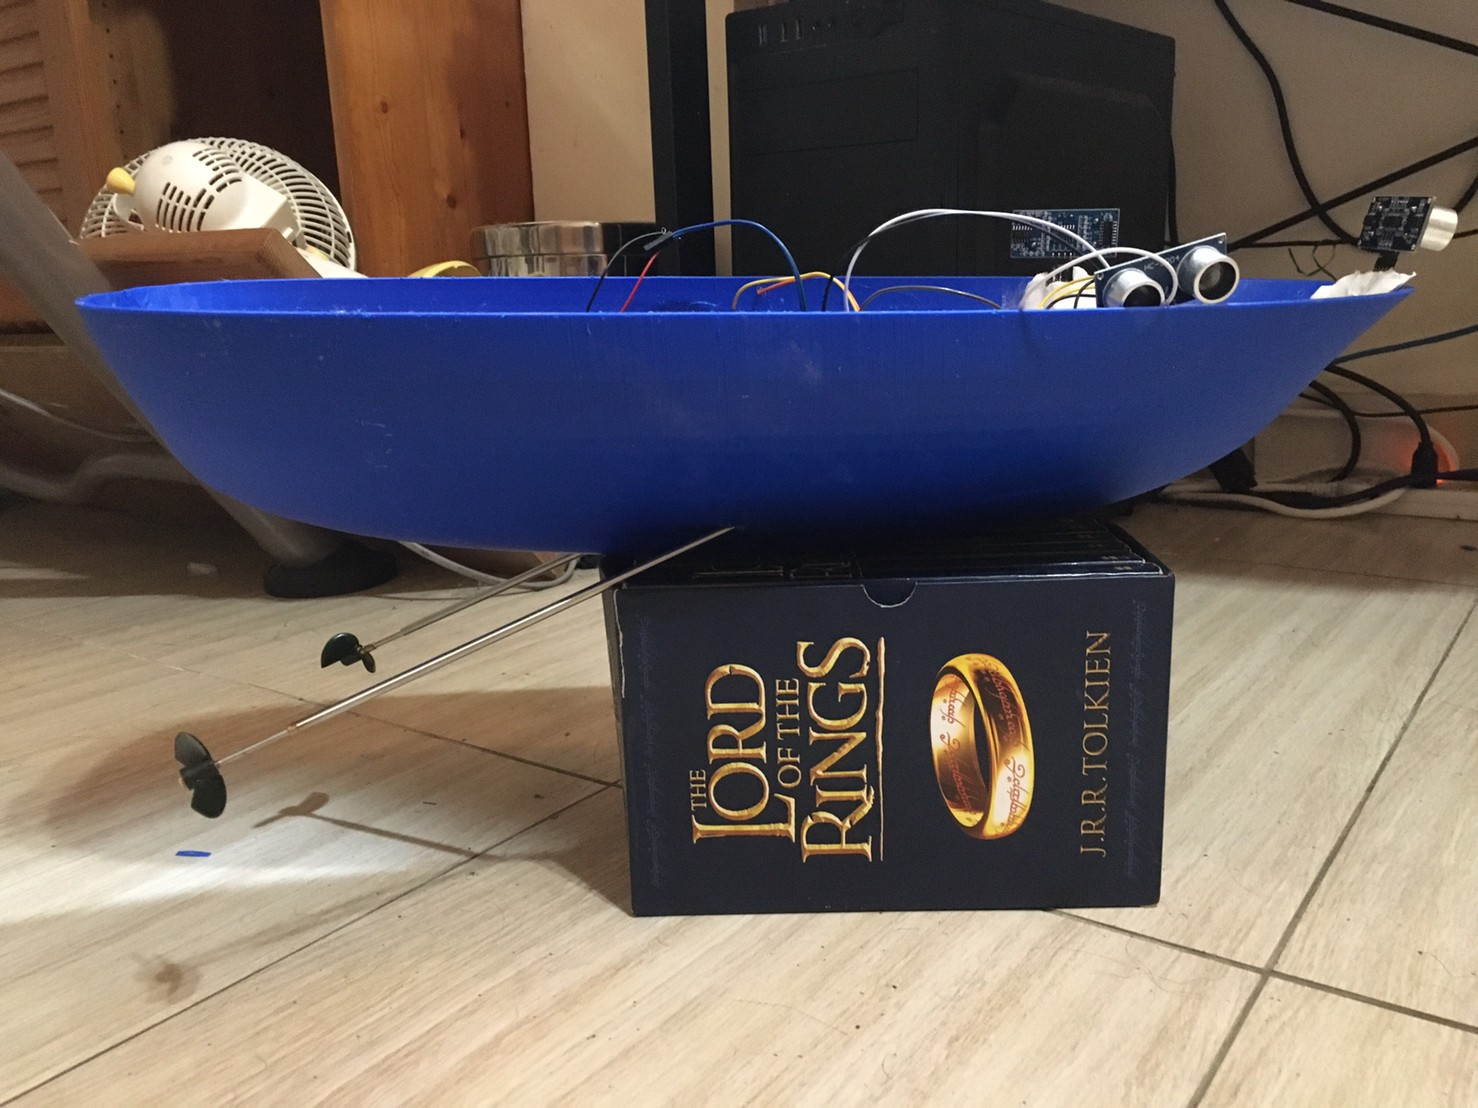 THE
LORD
OF THE
RINGS
J.R.R. TOLKIEN